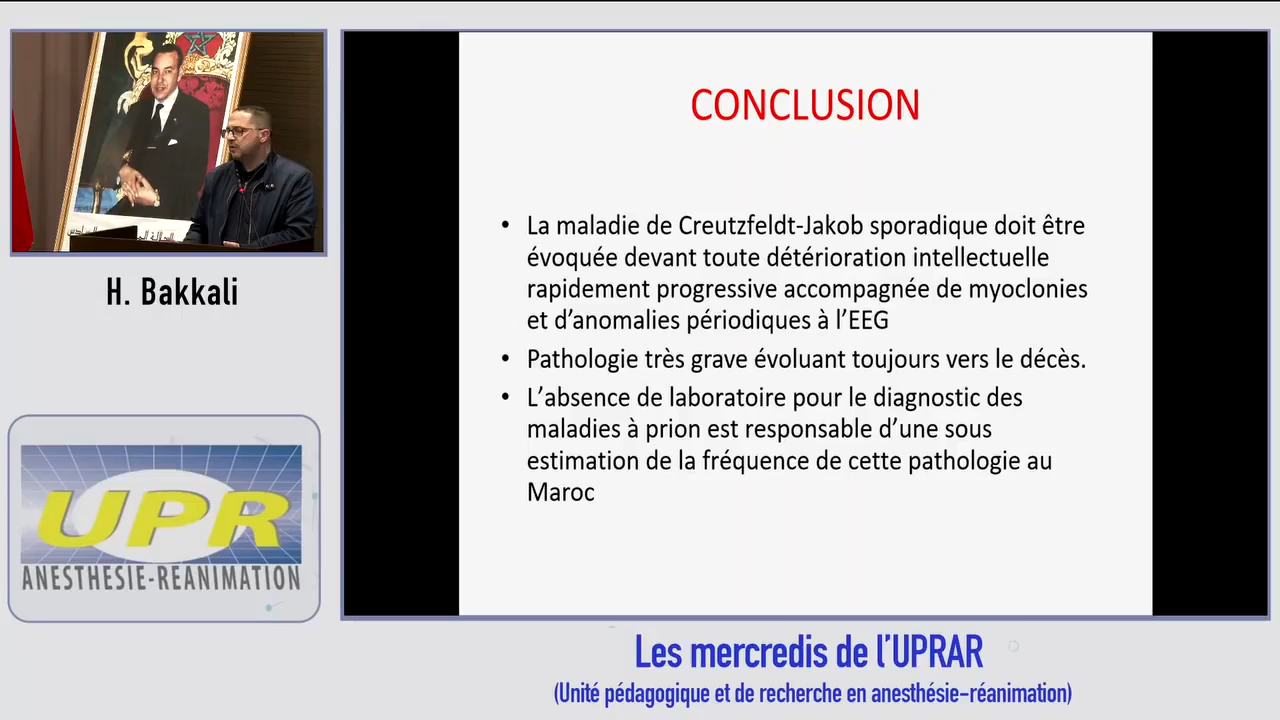 H. Bakkali
UPR
ANESTHESIE-REANIMATION
CONCLUSION
• La maladie de Creutzfeldt-Jakob sporadique doit être
évoquée devant toute détérioration intellectuelle
rapidement progressive accompagnée de myoclonies
et d’anomalies périodiques à l’EEG
• Pathologie très grave évoluant toujours vers le décès.
• L’absence de laboratoire pour le diagnostic des
maladies à prion est responsable d’une sous
estimation de la fréquence de cette pathologie au
Maroc
Les mercredis de l’UPRAR
(Unité pédagogique et de recherche en anesthésie-réanimation)